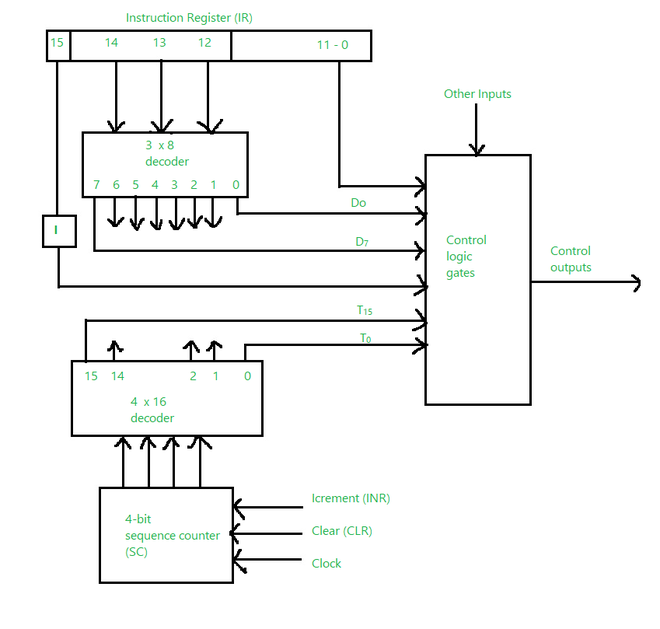 Instruction Register (IR)
15 14 13 12 11 - 0
Other Inputs
3 x 8
decoder
7 6 5 4 3 2 1 0
Do
I
D7
Control
logic
gates
Control
outputs
T15
T0
15 14 2 1 0
4 x 16
decoder
4-bit
sequence counter
(SC)
Icrement (INR)
Clear (CLR)
Clock